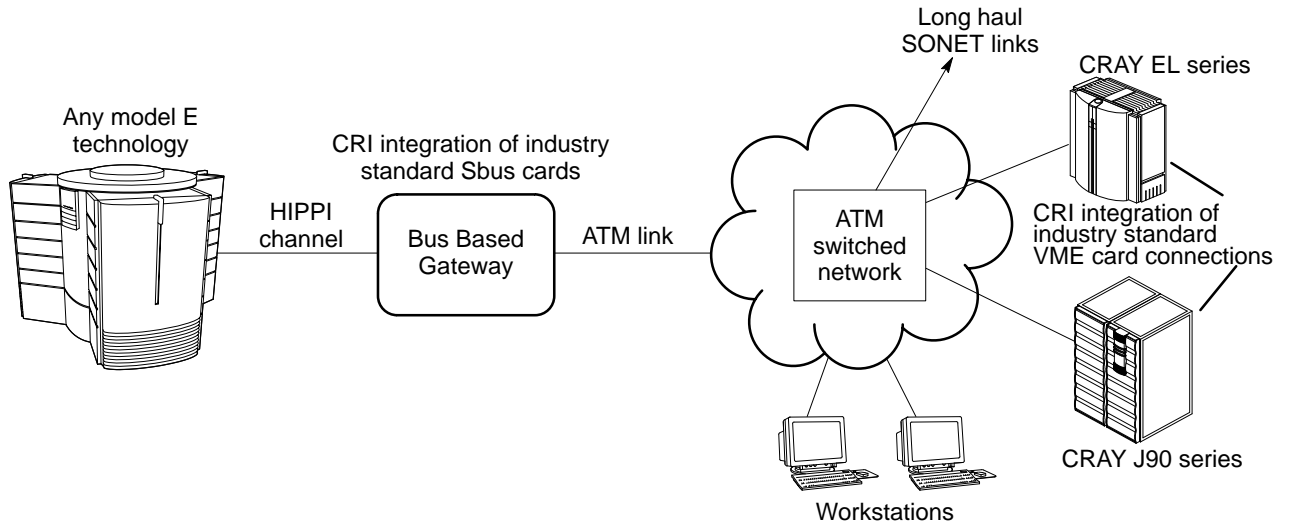 Long haul
SONET links
CRAY EL series
Any model E
technology
CRI integration of industry
standard Sbus cards
HIPPI
channel
Bus Based
Gateway
ATM link
ATM
switched
network
CRI integration of
industry standard
VME card connections
CRAY J90 series
Workstations